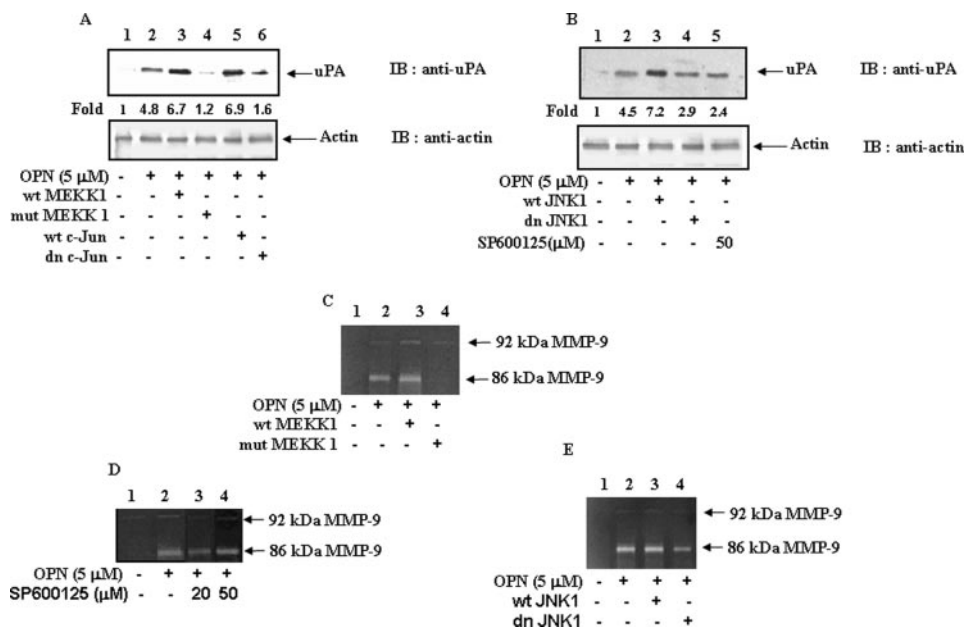 A
1 2 3 4 5 6
uPA IB : anti-uPA
Fold 1 4.8 6.7 1.2 6.9 1.6
Actin IB : anti-actin
OPN (5 μM) - + + + + +
wt MEKK1 - - + - - -
mut MEKK 1 - - - + - -
wt c-Jun - - - - + -
dn c-Jun - - - - - +
B
1 2 3 4 5
uPA IB : anti-uPA
1 4.5 7.2 2.9 2.4
Actin IB : anti-actin
OPN (5 μM) - + + + +
wt JNK1 - - + - -
dn JNK1 - - - + -
SP600125(μM) - - - - 50
C
1 2 3 4
92 kDa MMP-9
86 kDa MMP-9
OPN (5 μM) - + + +
wt MEKK1 - - + -
mut MEKK 1 - - - +
D
1 2 3 4
92 kDa MMP-9
86 kDa MMP-9
OPN (5 μM) - + + +
SP600125 (μM) - - 20 50
E
1 2 3 4
92 kDa MMP-9
86 kDa MMP-9
OPN (5 μM) - + + +
wt JNK1 - - + -
dn JNK1 - - - +